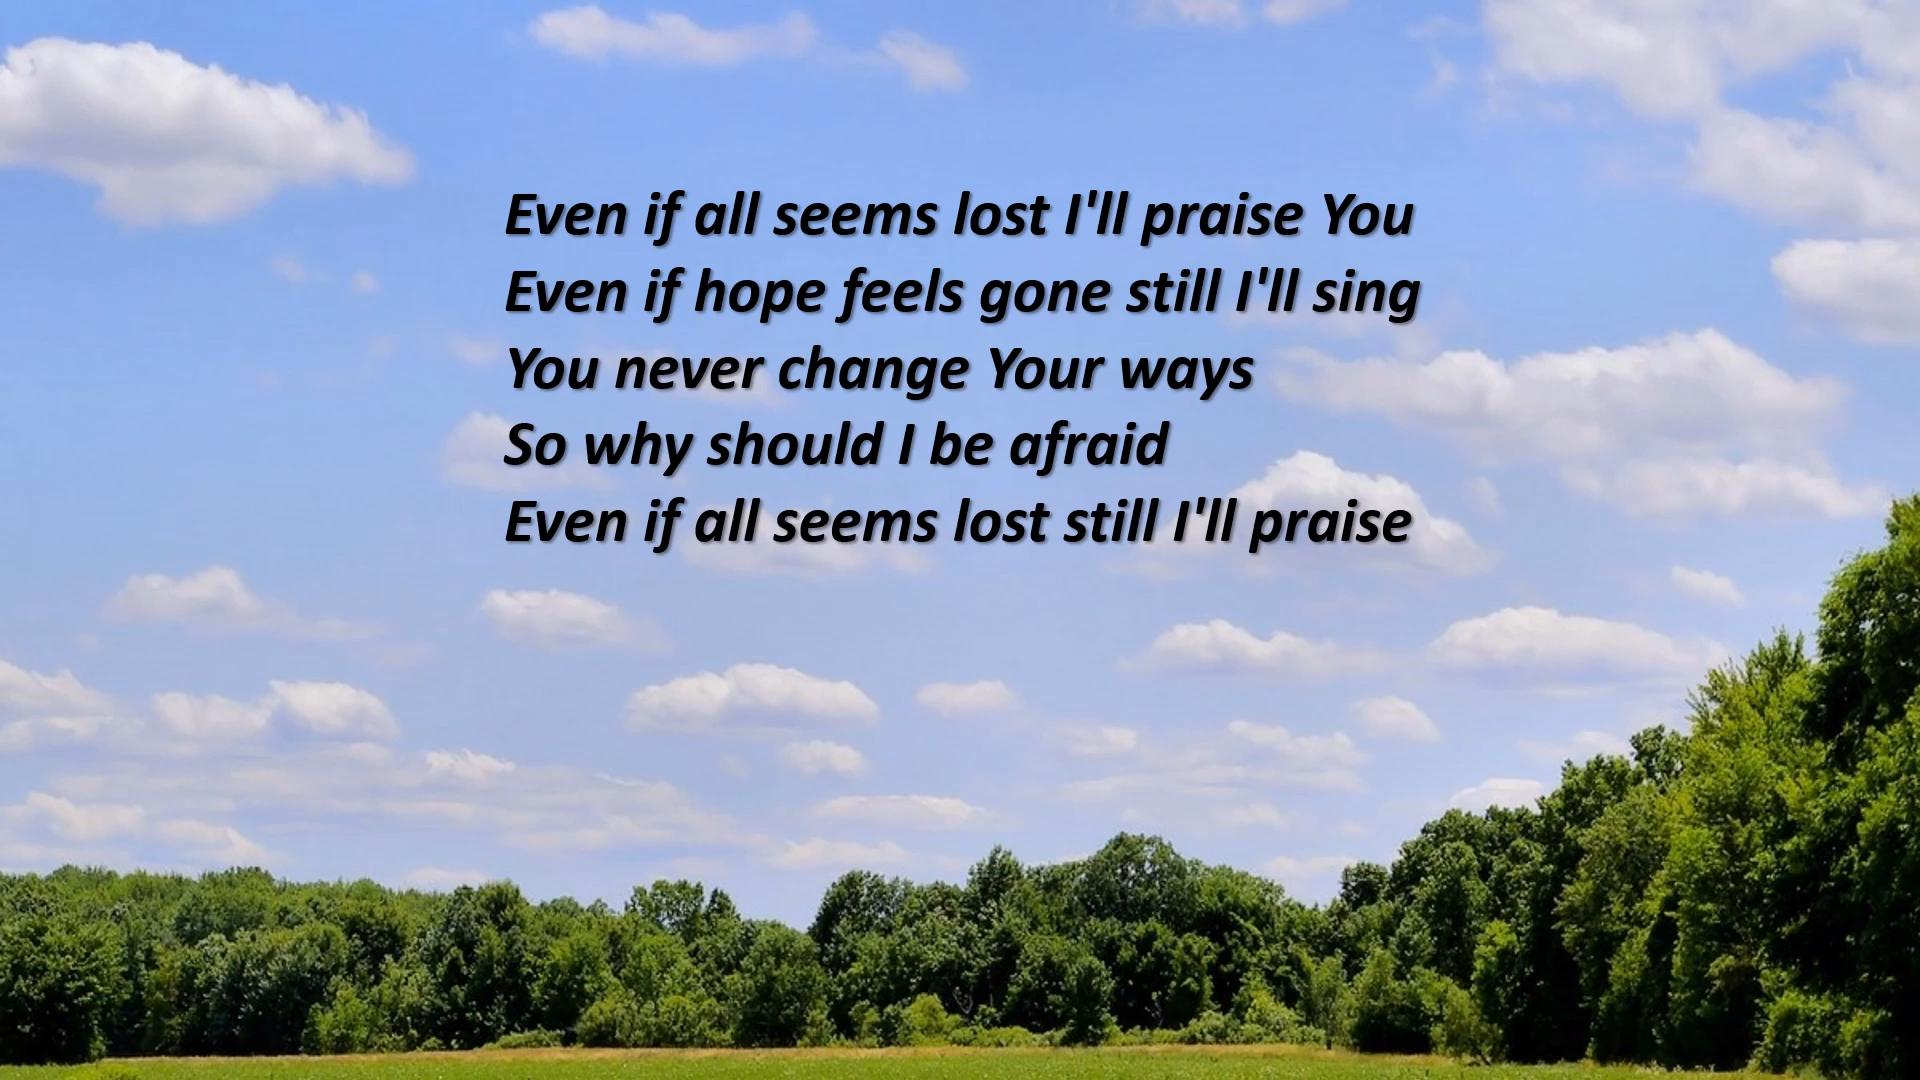 Even if all seems lost I'll praise You
Even if hope feels gone still I'll sing
You never change Your ways
So why should I be afraid
Even if all seems lost still I'll praise